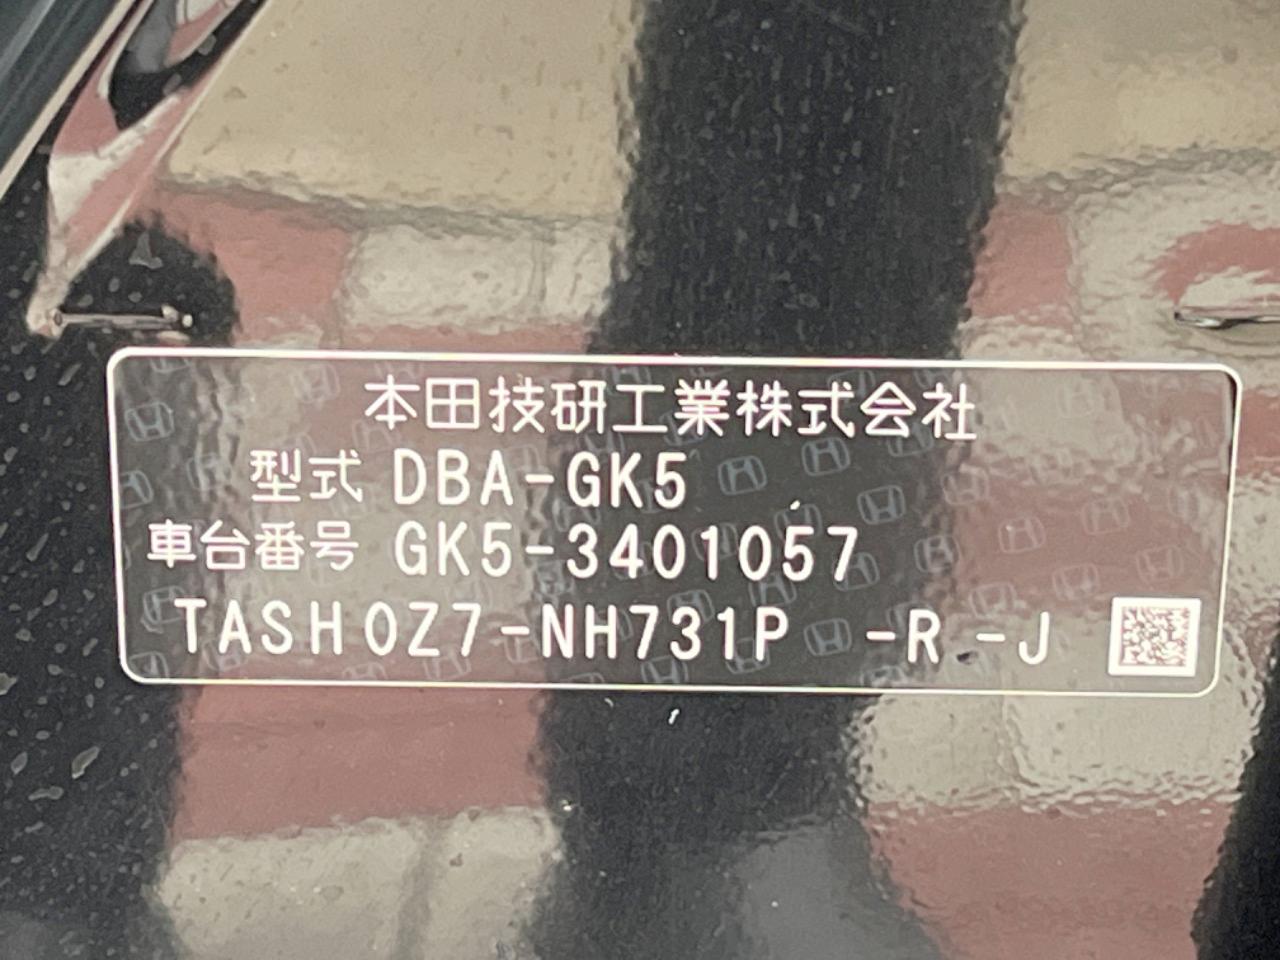 本田技研工業株式会社
型式 DBA-GK5
車台番号 GK5-3401057
TASH0Z7-NH731P -R -J